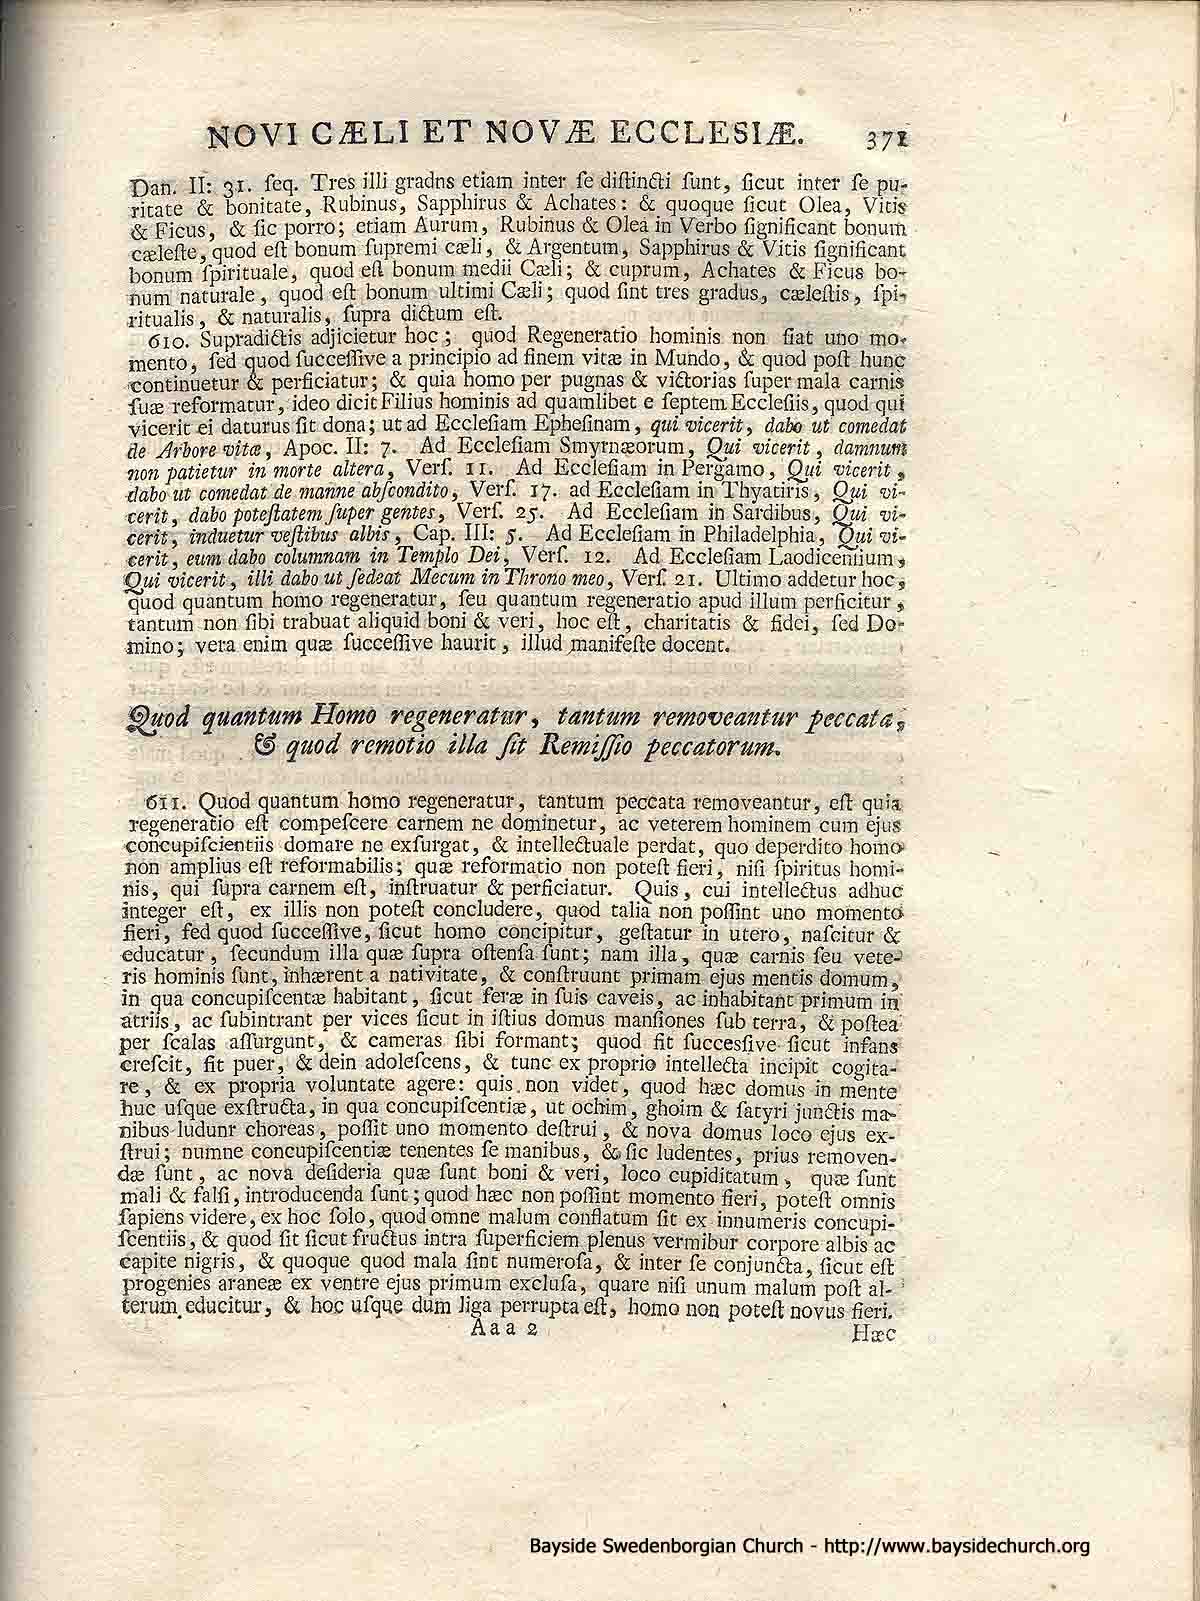 NOVI CÆLI ET NOVÆ ECCLESIÆ. 371
Dan. II: 31. ſeq. Tres illi gradns etiam inter ſe diſtincti ſunt, ſicut inter ſe pu-
ritate & bonitate, Rubinus, Sapphirus & Achates: & quoque ſicut Olea, Vitis
& Ficus, & ſic porro; etiam Aurum, Rubinus & Olea in Verbo ſignificant bonum
cæleſte, quod eſt bonum ſupremi cæli, & Argentum, Sapphirus & Vitis ſignificant
bonum ſpirituale, quod eſt bonum medii Cæli; & cuprum, Achates & Ficus bo-
num naturale, quod eſt bonum ultimi Cæli; quod ſint tres gradus, cæleſtis, ſpi-
ritualis, & naturalis, ſupra dictum eſt.
610. Supradictis adjicietur hoc; quod Regeneratio hominis non fiat uno mo-
mento, ſed quod ſucceſſive a principio ad finem vitæ in Mundo, & quod poſt hunc
continuetur & perficiatur; & quia homo per pugnas & victorias ſuper mala carnis
ſuæ reformatur, ideo dicit Filius hominis ad quamlibet e ſeptem Eccleſiis, quod qui
vicerit ei daturus ſit dona; ut ad Eccleſiam Epheſinam, qui vicerit, dabo ut comedat
de Arbore vitæ, Apoc. II: 7. Ad Eccleſiam Smyrnæorum, Qui vicerit, damnum
non patietur in morte altera, Verſ. 11. Ad Eccleſiam in Pergamo, Qui vicerit,
dabo ut comedat de manne abſcondito, Verſ. 17. ad Eccleſiam in Thyatiris, Qui vi-
cerit, dabo poteſtatem ſuper gentes, Verſ. 25. Ad Eccleſiam in Sardibus, Qui vi-
cerit, induetur veſtibus albis, Cap. III: 5. Ad Eccleſiam in Philadelphia, Qui vi-
cerit, eum dabo columnam in Templo Dei, Verſ. 12. Ad Eccleſiam Laodicenſium,
Qui vicerit, illi dabo ut ſedeat Mecum in Throno meo, Verſ. 21. Ultimo addetur hoc,
quod quantum homo regeneratur, ſeu quantum regeneratio apud illum perficitur,
tantum non ſibi trabuat aliquid boni & veri, hoc eſt, charitatis & fidei, ſed Do-
mino; vera enim quæ ſucceſſive haurit, illud manifeſte docent.
Quod quantum Homo regeneratur, tantum removeantur peccata,
& quod remotio illa ſit Remiſſio peccatorum.
611. Quod quantum homo regeneratur, tantum peccata removeantur, eſt quia
regeneratio eſt compeſcere carnem ne dominetur, ac veterem hominem cum ejus
concupiſcientiis domare ne exſurgat, & intellectuale perdat, quo deperdito homo
non amplius eſt reformabilis; quæ reformatio non poteſt fieri, niſi ſpiritus homi-
nis, qui ſupra carnem eſt, inſtruatur & perficiatur. Quis, cui intellectus adhuc
integer eſt, ex illis non poteſt concludere, quod talia non poſſint uno momento
fieri, ſed quod ſucceſſive, ſicut homo concipitur, geſtatur in utero, naſcitur &
educatur, ſecundum illa quæ ſupra oſtenſa ſunt; nam illa, quæ carnis ſeu vete-
ris hominis ſunt, inhærent a nativitate, & conſtruunt primam ejus mentis domum,
in qua concupiſcentæ habitant, ſicut feræ in ſuis caveis, ac inhabitant primum in
atriis, ac ſubintrant per vices ſicut in iſtius domus manſiones ſub terra, & poſtea
per ſcalas aſſurgunt, & cameras ſibi formant; quod fit ſuccesſive ſicut infans
creſcit, fit puer, & dein adoleſcens, & tunc ex proprio intellecta incipit cogita-
re, & ex propria voluntate agere: quis non videt, quod hæc domus in mente
huc uſque exſtructa, in qua concupiſcentiæ, ut ochim, ghoim & ſatyri junctis ma-
nibus ludunr choreas, poſſit uno momento deſtrui, & nova domus loco ejus ex-
ſtrui; numne concupiſcentiæ tenentes ſe manibus, & ſic ludentes, prius removen-
dæ ſunt, ac nova deſideria quæ ſunt boni & veri, loco cupiditatum, quæ ſunt
mali & falſi, introducenda ſunt; quod hæc non poſſint momento fieri, poteſt omnis
ſapiens videre, ex hoc ſolo, quod omne malum conflatum ſit ex innumeris concupi-
ſcentiis, & quod ſit ſicut fructus intra ſuperficiem plenus vermibur corpore albis ac
capite nigris, & quoque quod mala ſint numeroſa, & inter ſe conjuncta, ſicut eſt
progenies araneæ ex ventre ejus primum excluſa, quare niſi unum malum poſt al-
terum educitur, & hoc uſque dum liga perrupta eſt, homo non poteſt novus fieri.
Aaa 2 Hæc
Bayside Swedenborgian Church - http://www.baysidechurch.org